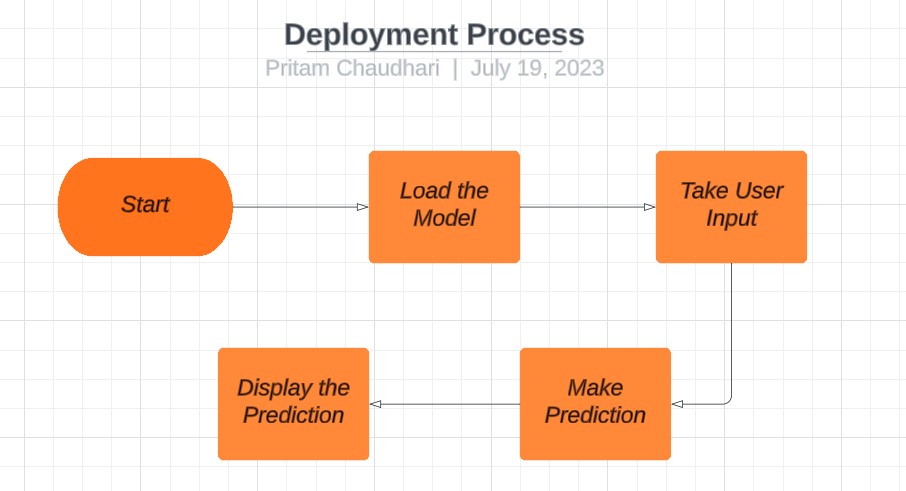 Deployment Process
Pritam Chaudhari | July 19, 2023
Start
Load the
Model
Take User
Input
Make
Prediction
Display the
Prediction